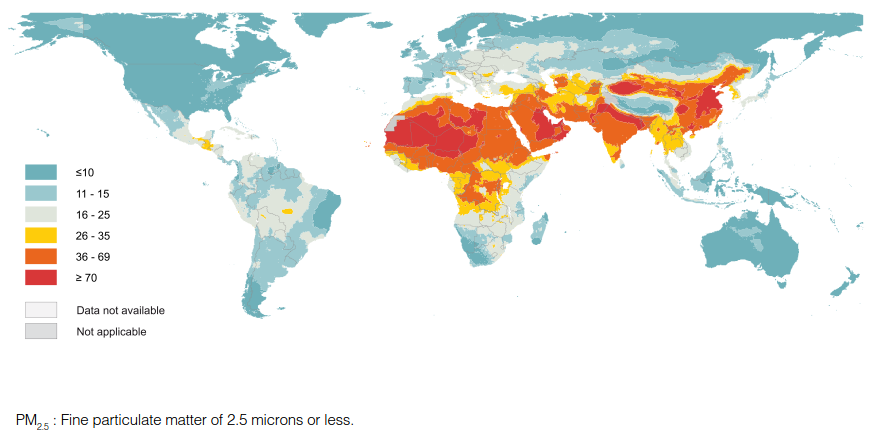 ≤10
11 - 15
16 - 25
26 - 35
36 - 69
≥ 70
Data not available
Not applicable
PM2.5 : Fine particulate matter of 2.5 microns or less.